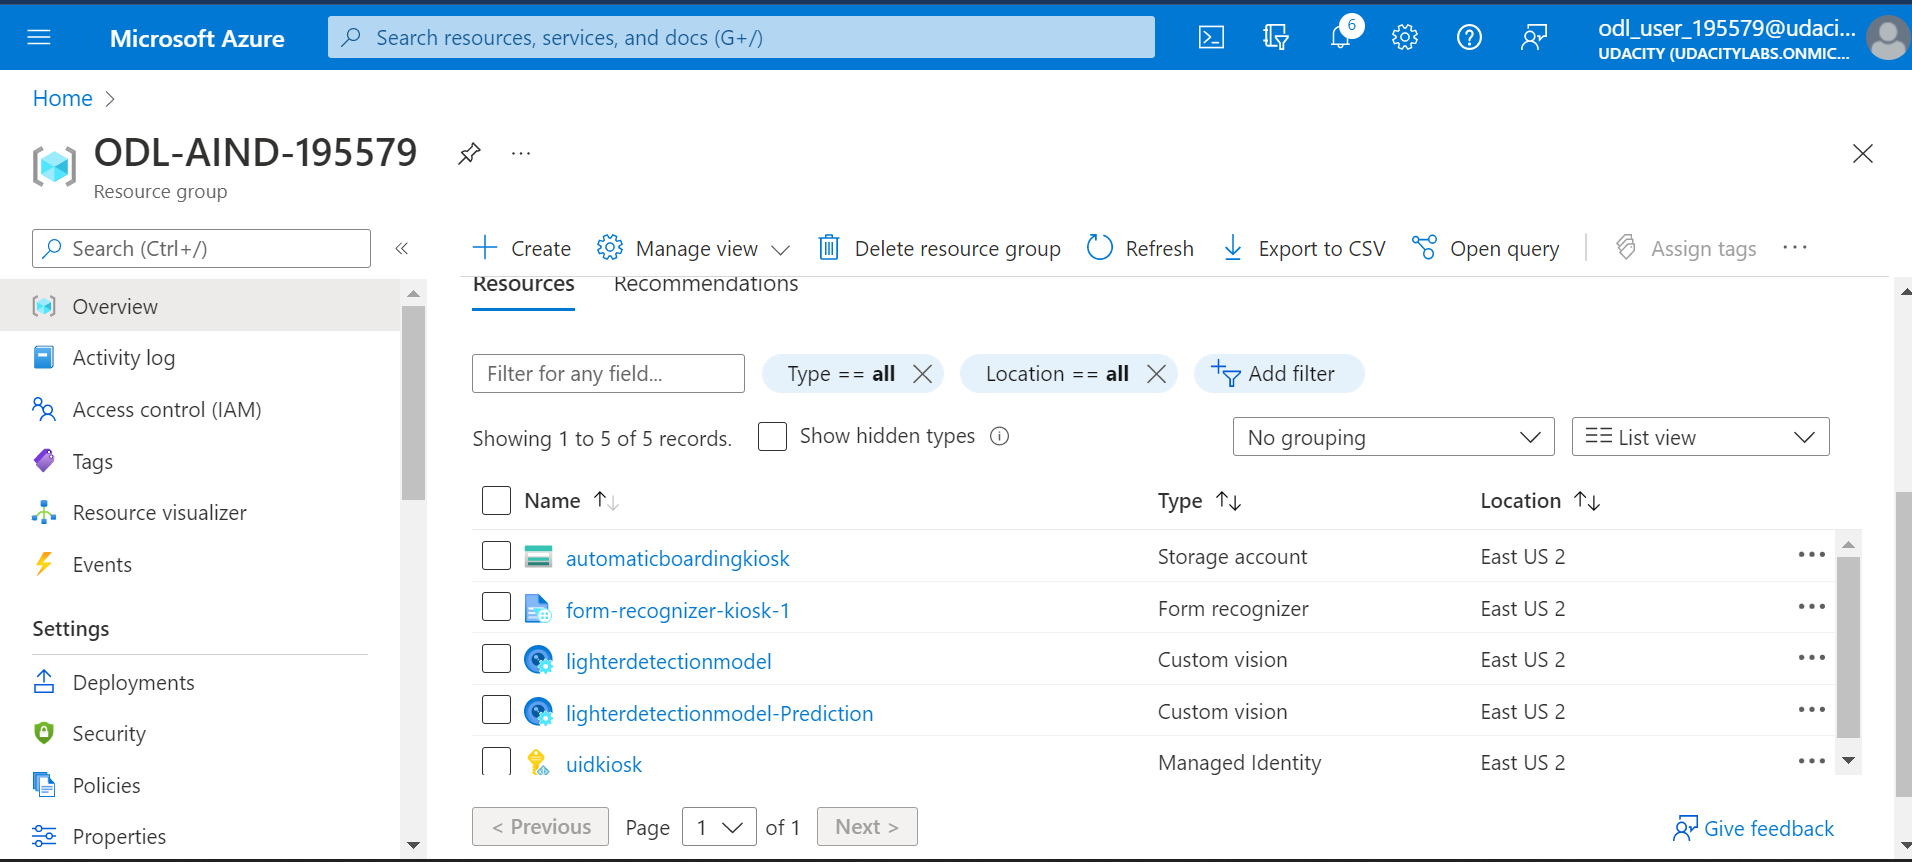 Microsoft Azure
Search resources, services, and docs (G+/)
6
odl_user_195579@udaci...
UDACITY (UDACITYLABS.ONMIC...
Home
ODL-AIND-195579
Resource group
Search (Ctrl+/)
Create
Manage view
Delete resource group
Refresh
Export to CSV
Open query
Assign tags
Overview
Activity log
Access control (IAM)
Tags
Resource visualizer
Events
Settings
Deployments
Security
Policies
Properties
Resources
Recommendations
Filter for any field...
Type == all
Location == all
Add filter
Showing 1 to 5 of 5 records.
Show hidden types
No grouping
List view
Name Type Location
automaticboardingkiosk Storage account East US 2
form-recognizer-kiosk-1 Form recognizer East US 2
lighterdetectionmodel Custom vision East US 2
lighterdetectionmodel-Prediction Custom vision East US 2
uidkiosk Managed Identity East US 2
< Previous Page 1 of 1 Next >
Give feedback